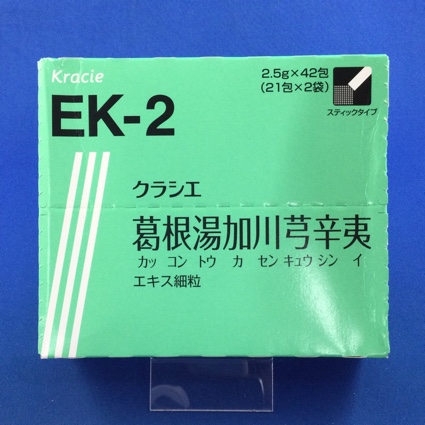 Kracie
2.5g×42包
(21包×2袋)
スティックタイプ
EK-2
クラシエ
葛根湯加川芎辛夷
カッ コン トウ カ セン キュウ シン イ
エキス細粒